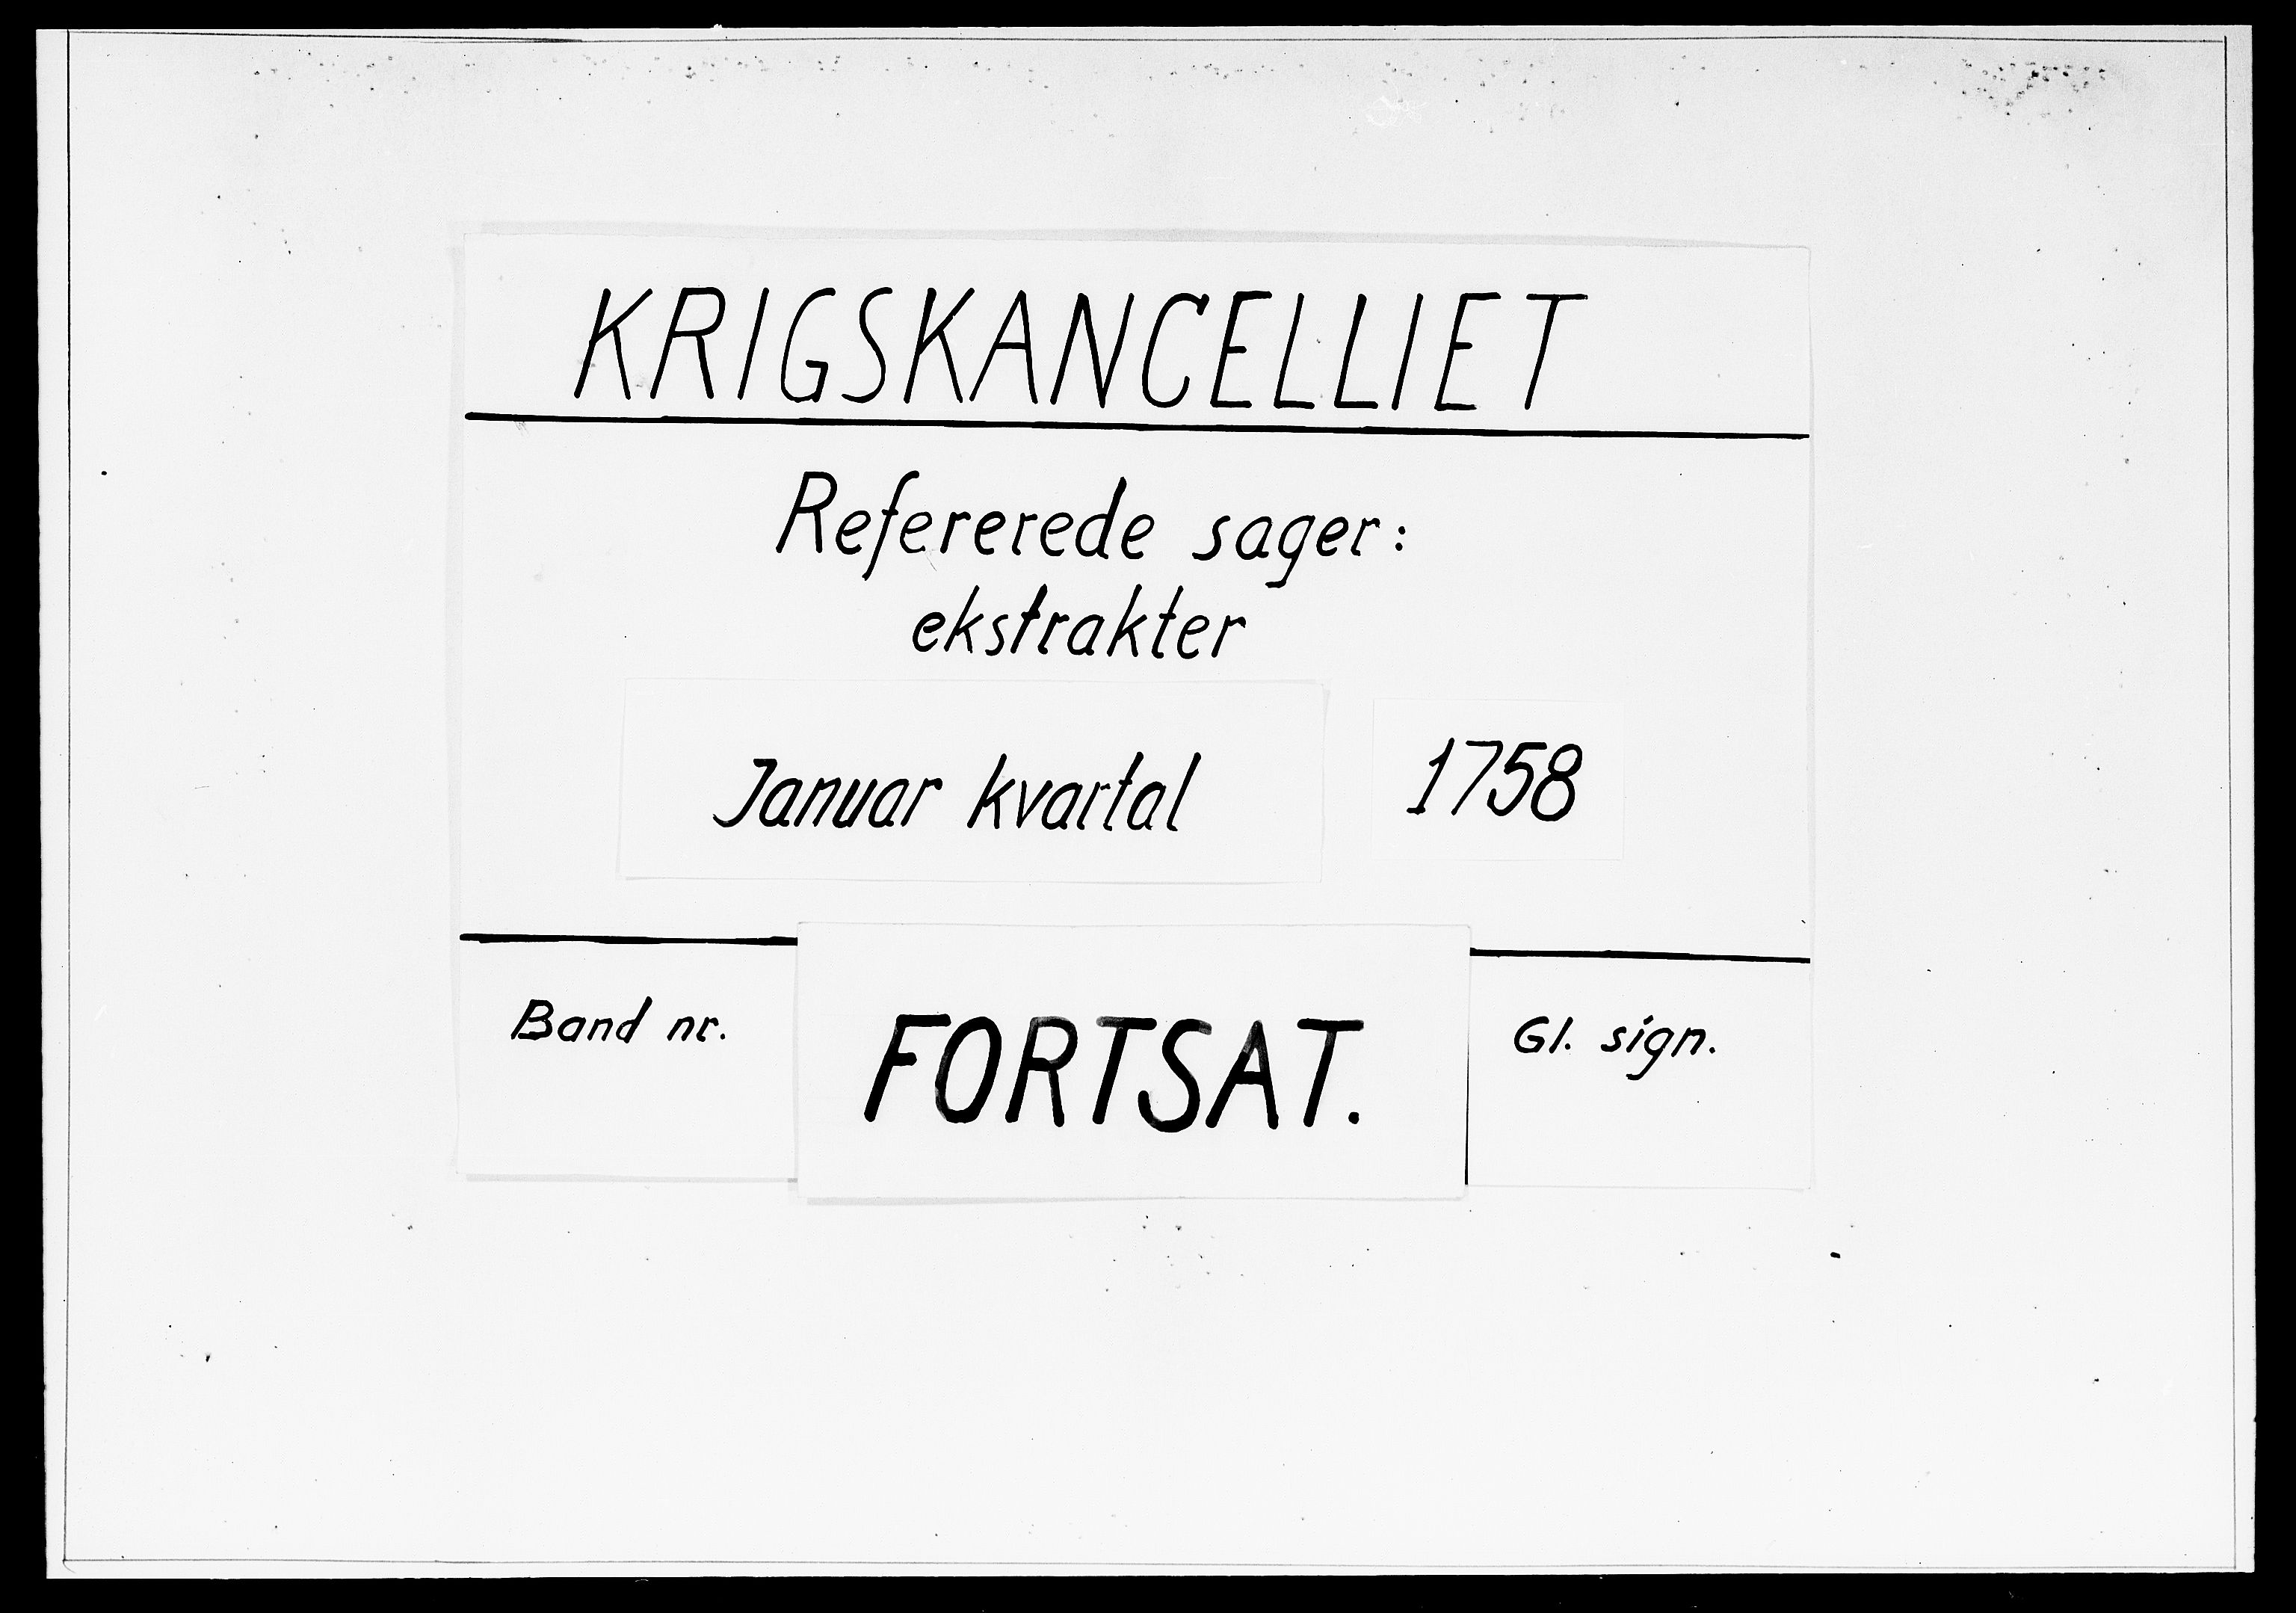 KRIGSKANCELLIET
Refererede sager:
ekstrakter
Januar kvartal 1758
Band nr. FORTSAT. Gl. sign.